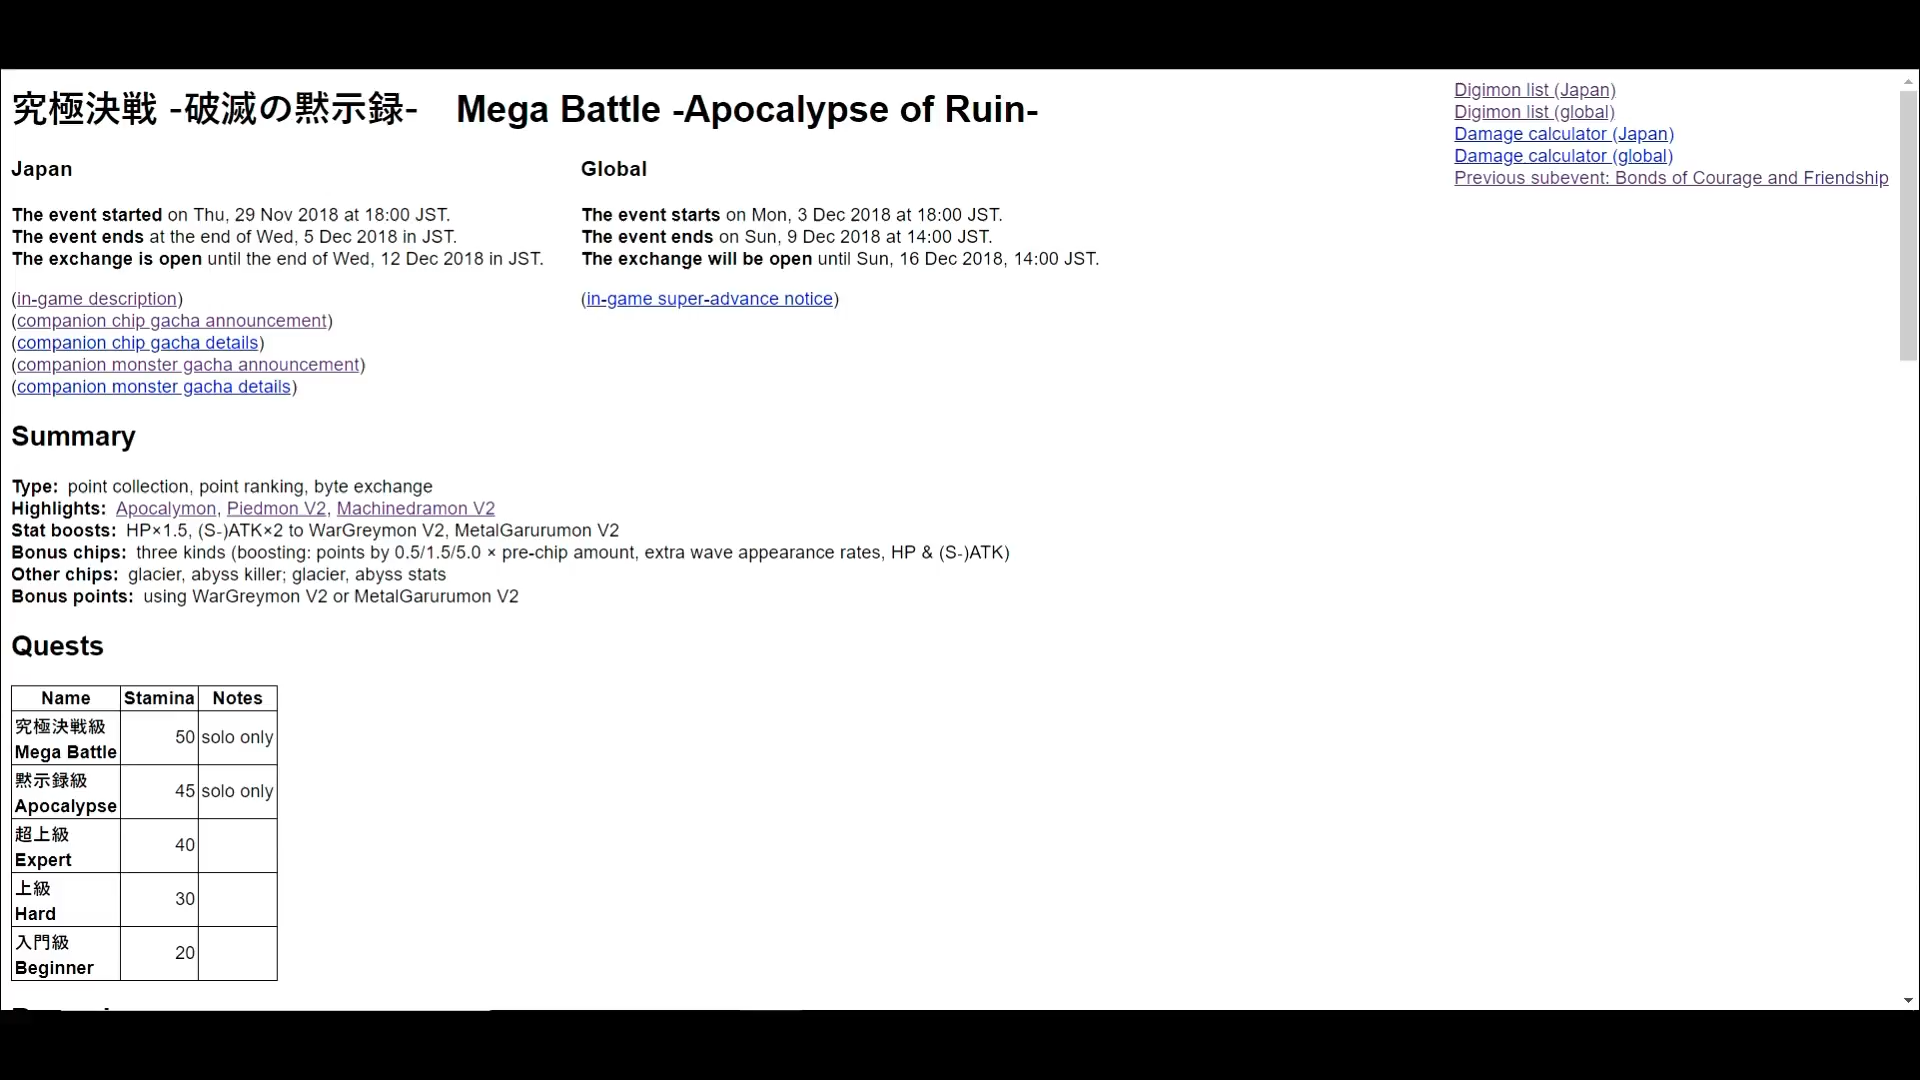 究極決戦 -破滅の黙示録- Mega Battle -Apocalypse of Ruin-
Digimon list (Japan)
Digimon list (global)
Damage calculator (Japan)
Damage calculator (global)
Previous subevent: Bonds of Courage and Friendship
Japan
The event started on Thu, 29 Nov 2018 at 18:00 JST.
The event ends at the end of Wed, 5 Dec 2018 in JST.
The exchange is open until the end of Wed, 12 Dec 2018 in JST.
(in-game description)
(companion chip gacha announcement)
(companion chip gacha details)
(companion monster gacha announcement)
(companion monster gacha details)
Global
The event starts on Mon, 3 Dec 2018 at 18:00 JST.
The event ends on Sun, 9 Dec 2018 at 14:00 JST.
The exchange will be open until Sun, 16 Dec 2018, 14:00 JST.
(in-game super-advance notice)
Summary
Type: point collection, point ranking, byte exchange
Highlights: Apocalymon, Piedmon V2, Machinedramon V2
Stat boosts: HP×1.5, (S-)ATK×2 to WarGreymon V2, MetalGarurumon V2
Bonus chips: three kinds (boosting: points by 0.5/1.5/5.0 × pre-chip amount, extra wave appearance rates, HP & (S-)ATK)
Other chips: glacier, abyss killer; glacier, abyss stats
Bonus points: using WarGreymon V2 or MetalGarurumon V2
Quests
Name Stamina Notes
究極決戦級
Mega Battle 50 solo only
黙示録級
Apocalypse 45 solo only
超上級
Expert 40
上級
Hard 30
入門級
Beginner 20